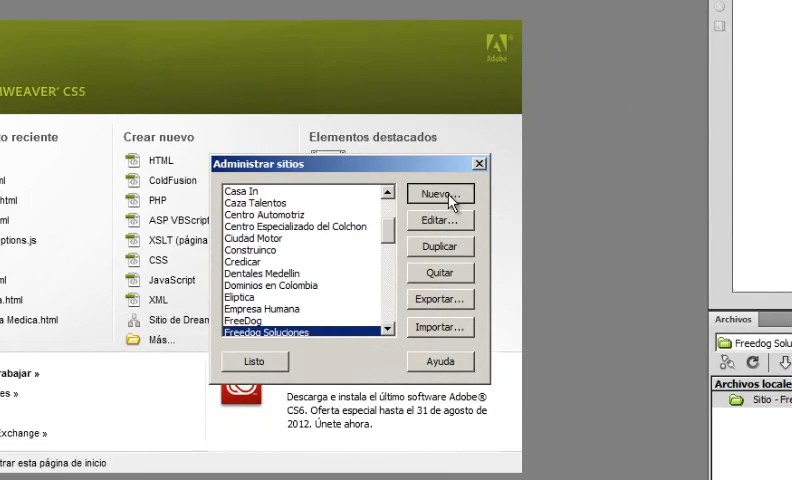 Adobe
MWEAVER® CS5
to reciente
Crear nuevo
Elementos destacados
HTML
ColdFusion
PHP
ASP VBScript
XSLT (página
CSS
JavaScript
XML
Sitio de Dream
Más...
ml
html
ptions.js
ml
a.html
a Medica.html
Administrar sitios
Casa In
Caza Talentos
Centro Automotriz
Centro Especializado del Colchon
Ciudad Motor
Construinco
Credicar
Dentales Medellin
Dominios en Colombia
Eliptica
Empresa Humana
FreeDog
Freedog Soluciones
Nuevo...
Editar...
Duplicar
Quitar
Exportar...
Importar...
Listo
Ayuda
rabajar »
es »
Exchange »
Descarga e instala el último software Adobe®
CS6. Oferta especial hasta el 31 de agosto de
2012. Únete ahora.
trar esta página de inicio
Archivos
Freedog Solu
Archivos locale
Sitio - Fre